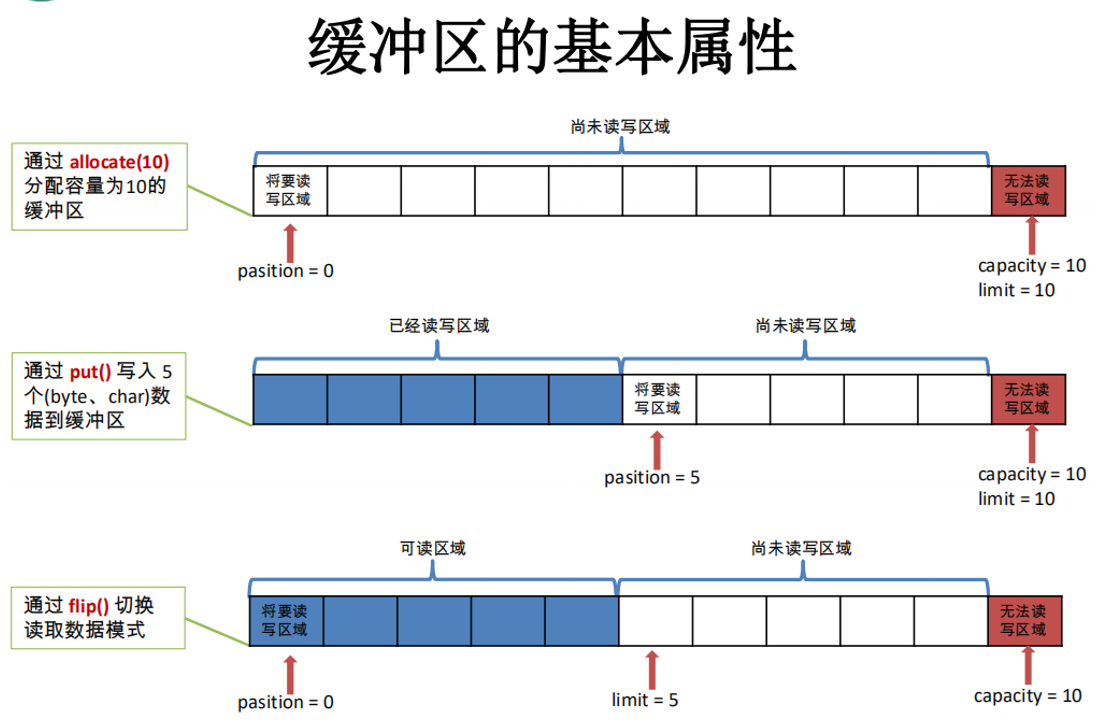 缓冲区的基本属性
尚未读写区域
通过 allocate(10)
分配容量为10的
缓冲区
将要读
写区域
无法读
写区域
pasition = 0
capacity = 10
limit = 10
已经读写区域
尚未读写区域
通过 put() 写入 5
个(byte、char)数
据到缓冲区
将要读
写区域
无法读
写区域
pasition = 5
capacity = 10
limit = 10
可读区域
尚未读写区域
通过 flip() 切换
读取数据模式
将要读
写区域
无法读
写区域
pasition = 0
limit = 5
capacity = 10